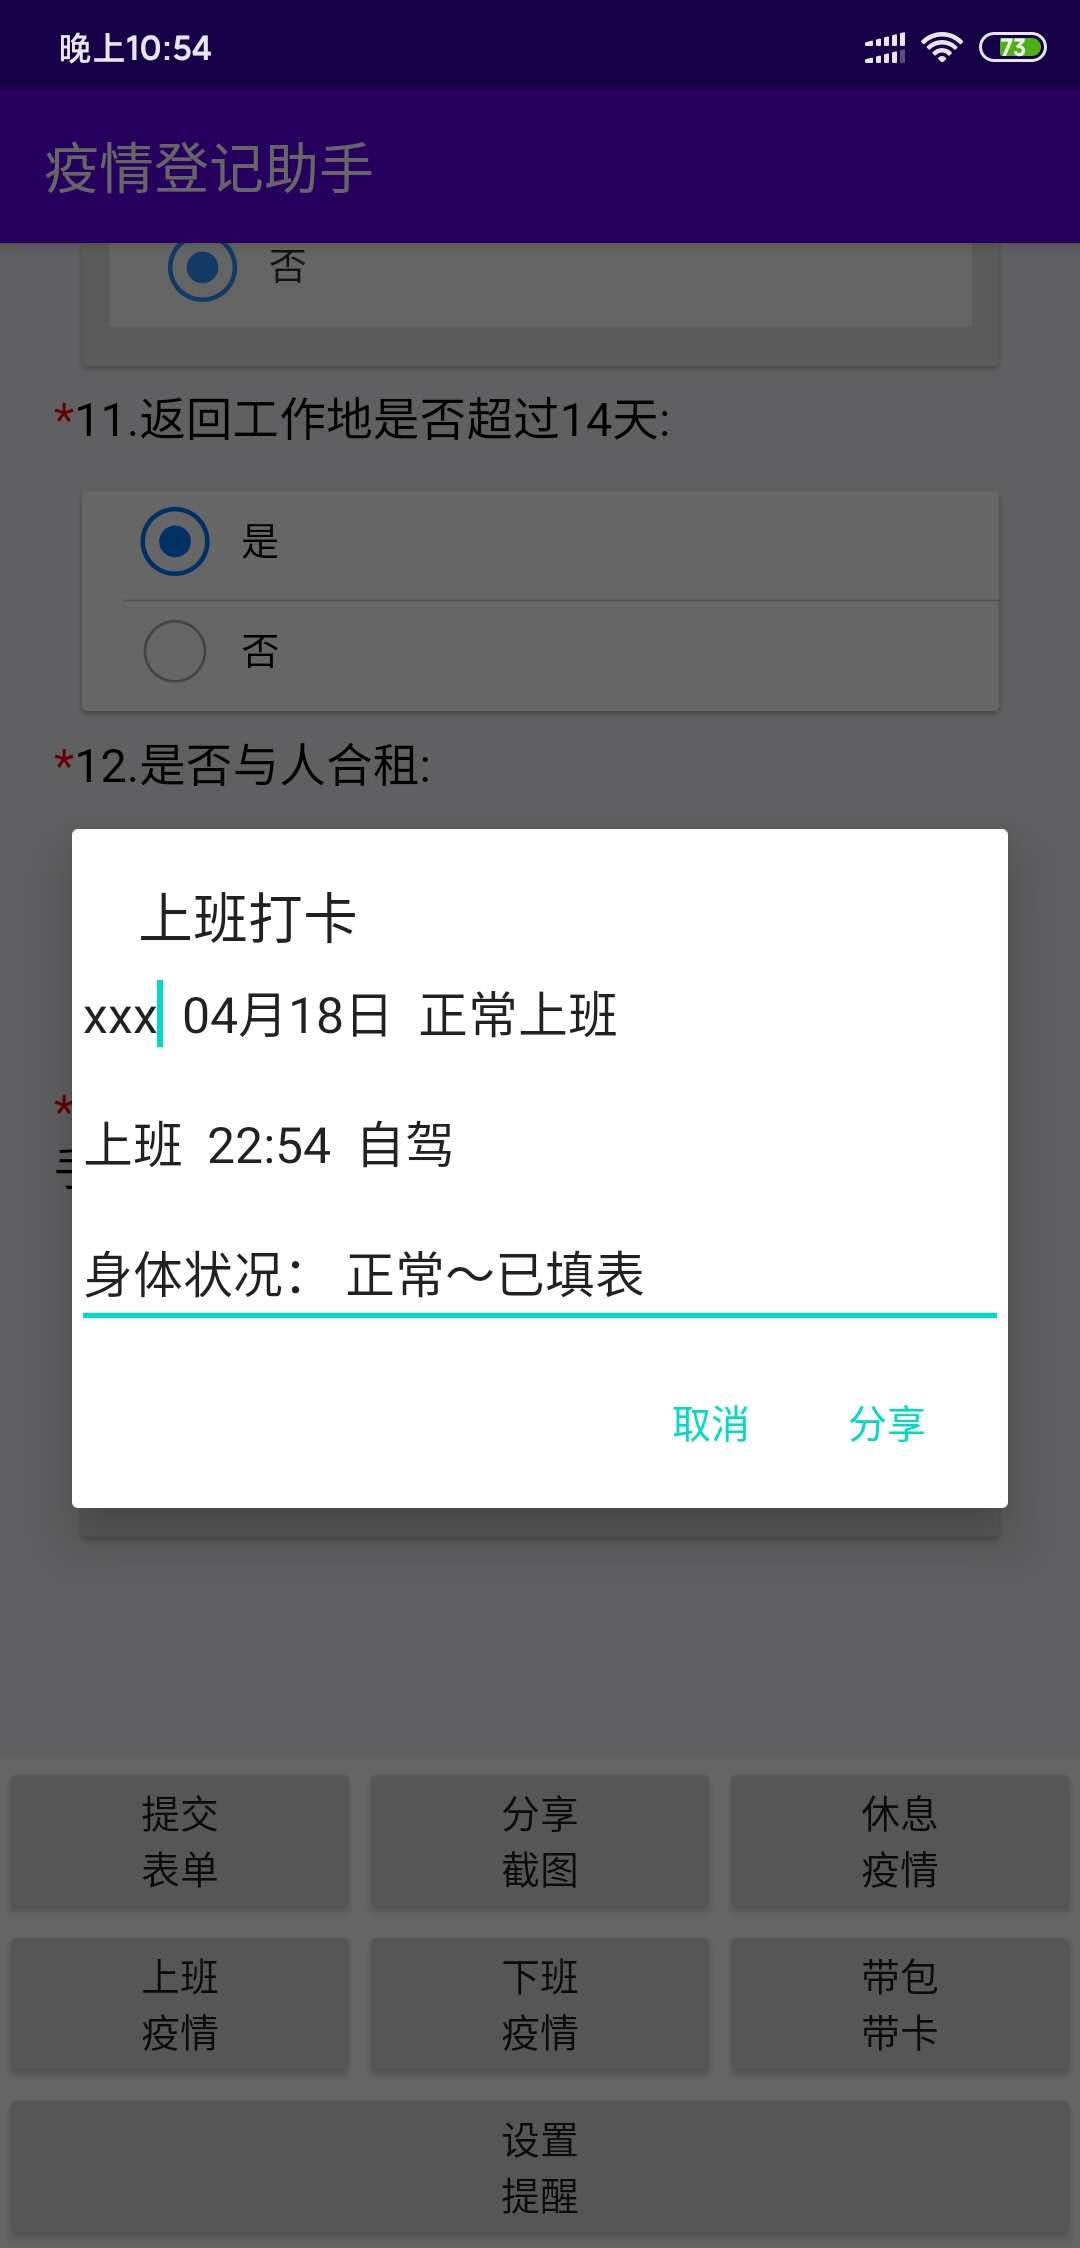 晚上10:54
73
疫情登记助手
否
*11.返回工作地是否超过14天:
是
否
*12.是否与人合租:
上班打卡
xxx 04月18日 正常上班
*
上班 22:54 自驾
身体状况： 正常～已填表
取消 分享
提交 分享 休息
表单 截图 疫情
上班 下班 带包
疫情 疫情 带卡
设置
提醒